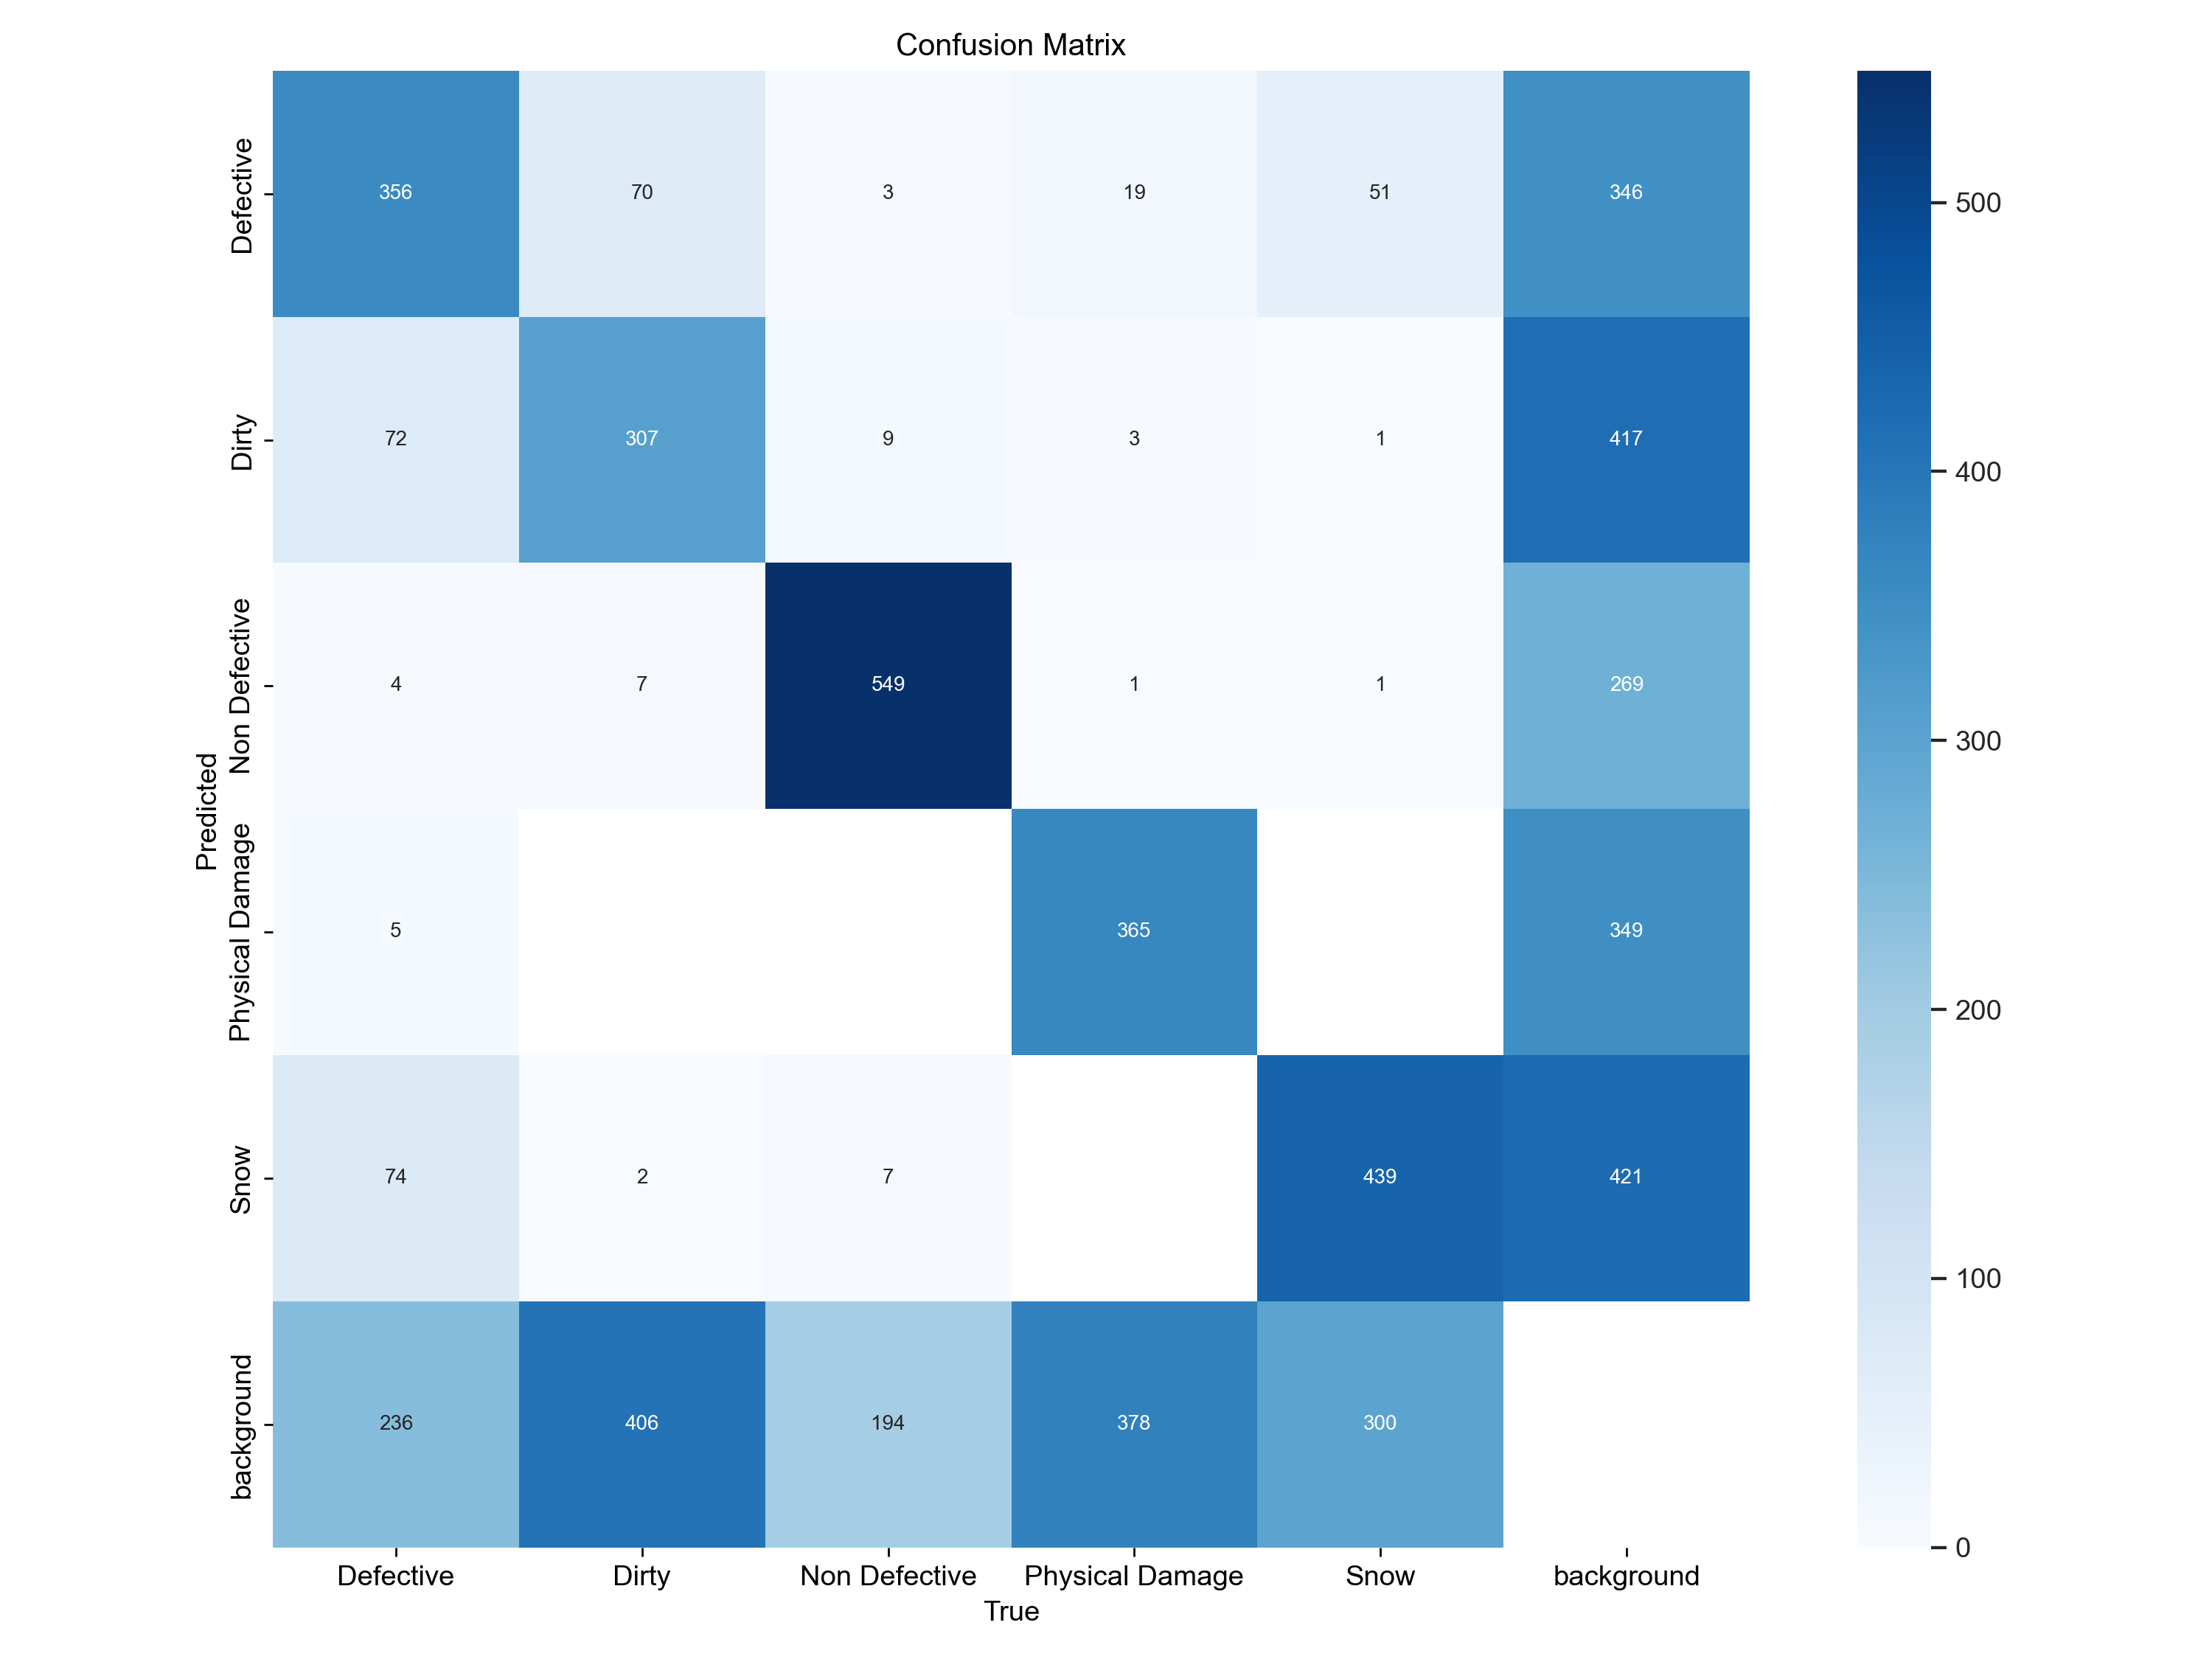 Confusion Matrix
Defective
356 70 3 19 51 346
Dirty
72 307 9 3 1 417
Non Defective
4 7 549 1 1 269
Physical Damage
5 365 349
Snow
74 2 7 439 421
background
236 406 194 378 300
Predicted
Defective Dirty Non Defective Physical Damage Snow background
True
500
400
300
200
100
0